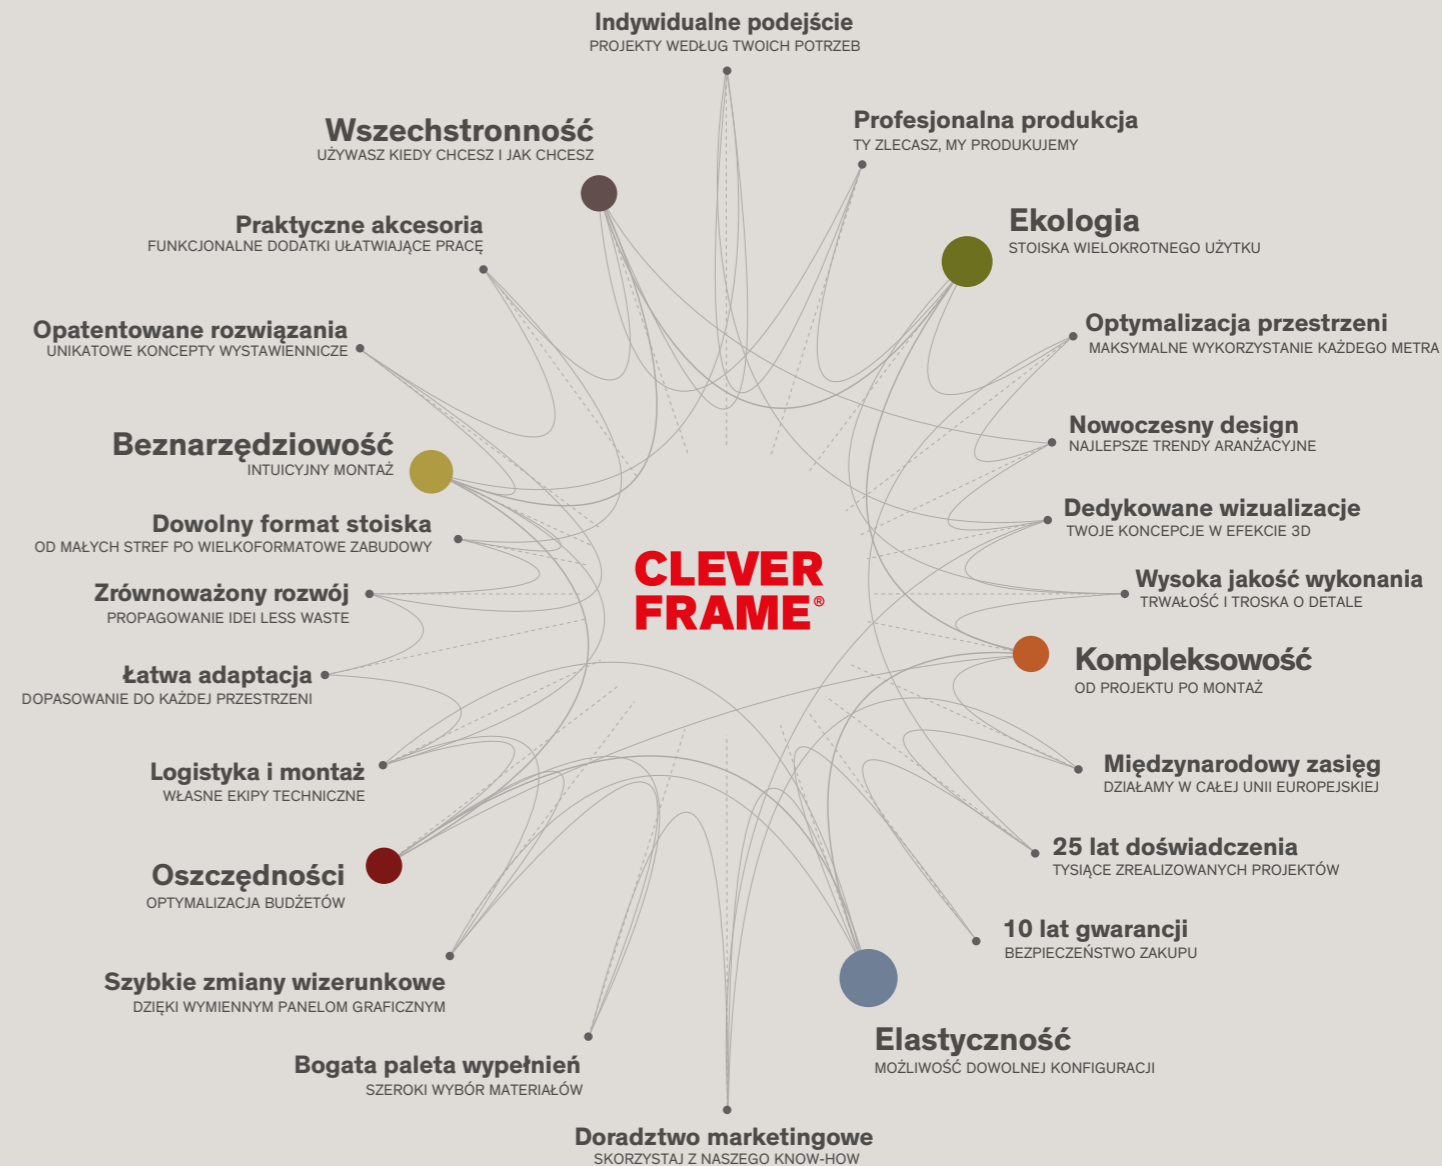 Indywidualne podejście
PROJEKTY WEDŁUG TWOICH POTRZEB
Wszechstronność
UŻYWASZ KIEDY CHCESZ I JAK CHCESZ
Profesjonalna produkcja
TY ZLECASZ, MY PRODUKUJEMY
Praktyczne akcesoria
FUNKCJONALNE DODATKI UŁATWIAJĄCE PRACĘ
Ekologia
STOISKA WIELOKROTNEGO UŻYTKU
Opatentowane rozwiązania
UNIKATOWE KONCEPTY WYSTAWIENNICZE
Optymalizacja przestrzeni
MAKSYMALNE WYKORZYSTANIE KAŻDEGO METRA
Beznarzędziowość
INTUICYJNY MONTAŻ
Nowoczesny design
NAJLEPSZE TRENDY ARANŻACYJNE
Dowolny format stoiska
OD MAŁYCH STREF PO WIELKOFORMATOWE ZABUDOWY
Dedykowane wizualizacje
TWOJE KONCEPCJE W EFEKCIE 3D
CLEVER
FRAME®
Zrównoważony rozwój
PROPAGOWANIE IDEI LESS WASTE
Wysoka jakość wykonania
TRWAŁOŚĆ I TROSKA O DETALE
Łatwa adaptacja
DOPASOWANIE DO KAŻDEJ PRZESTRZENI
Kompleksowość
OD PROJEKTU PO MONTAŻ
Logistyka i montaż
WŁASNE EKIPY TECHNICZNE
Międzynarodowy zasięg
DZIAŁAMY W CAŁEJ UNII EUROPEJSKIEJ
Oszczędności
OPTYMALIZACJA BUDŻETÓW
25 lat doświadczenia
TYSIĄCE ZREALIZOWANYCH PROJEKTÓW
10 lat gwarancji
BEZPIECZEŃSTWO ZAKUPU
Szybkie zmiany wizerunkowe
DZIĘKI WYMIENNYM PANELOM GRAFICZNYM
Elastyczność
MOŻLIWOŚĆ DOWOLNEJ KONFIGURACJI
Bogata paleta wypełnień
SZEROKI WYBÓR MATERIAŁÓW
Doradztwo marketingowe
SKORZYSTAJ Z NASZEGO KNOW-HOW